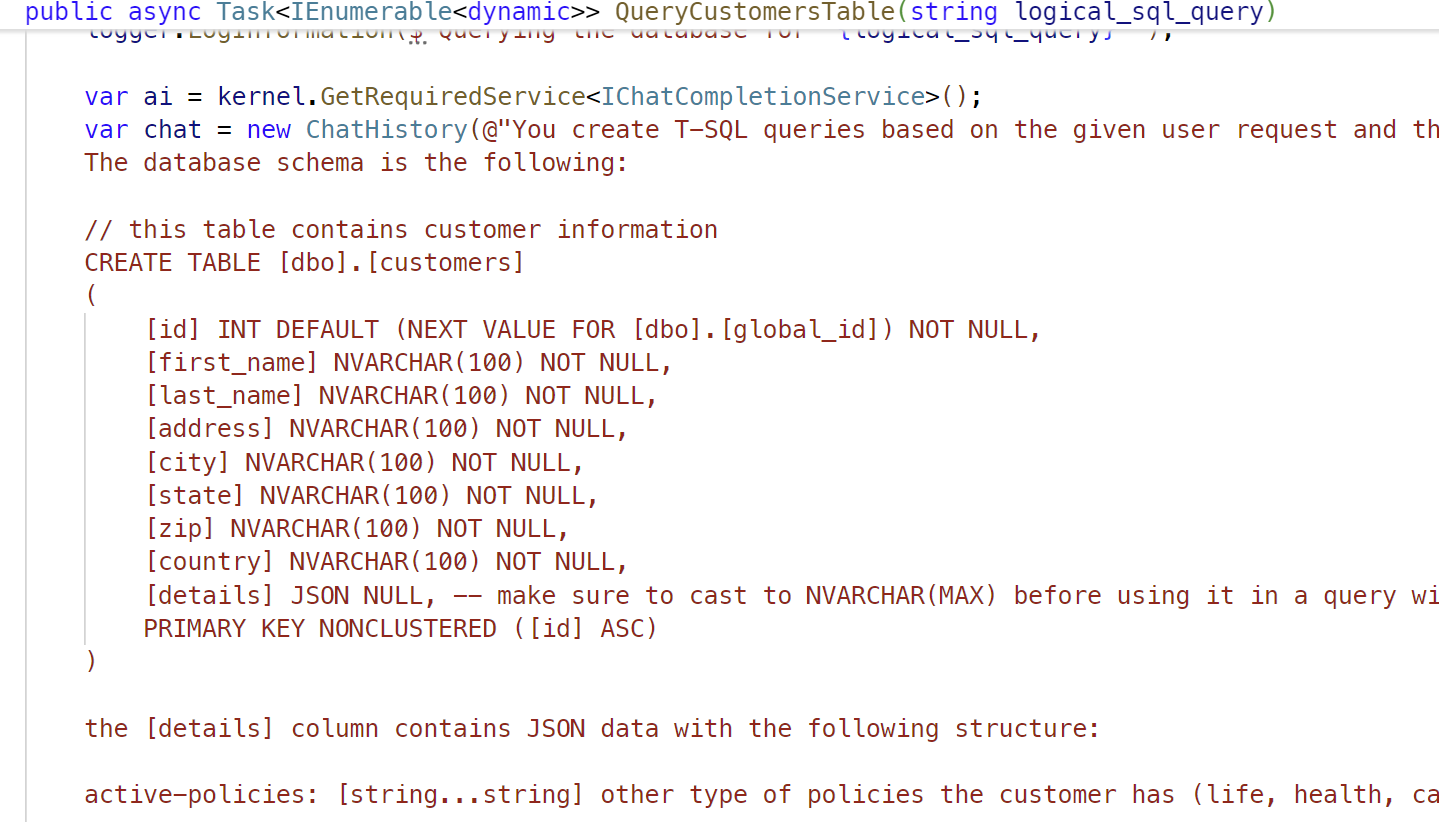 public async Task<IEnumerable<dynamic>> QueryCustomersTable(string logical_sql_query)
logger.LogInformation($"Querying the database for '{logical_sql_query}'");
var ai = kernel.GetRequiredService<IChatCompletionService>();
var chat = new ChatHistory(@"You create T-SQL queries based on the given user request and th
The database schema is the following:
// this table contains customer information
CREATE TABLE [dbo].[customers]
(
[id] INT DEFAULT (NEXT VALUE FOR [dbo].[global_id]) NOT NULL,
[first_name] NVARCHAR(100) NOT NULL,
[last_name] NVARCHAR(100) NOT NULL,
[address] NVARCHAR(100) NOT NULL,
[city] NVARCHAR(100) NOT NULL,
[state] NVARCHAR(100) NOT NULL,
[zip] NVARCHAR(100) NOT NULL,
[country] NVARCHAR(100) NOT NULL,
[details] JSON NULL, -- make sure to cast to NVARCHAR(MAX) before using it in a query wi
PRIMARY KEY NONCLUSTERED ([id] ASC)
)
the [details] column contains JSON data with the following structure:
active-policies: [string...string] other type of policies the customer has (life, health, ca